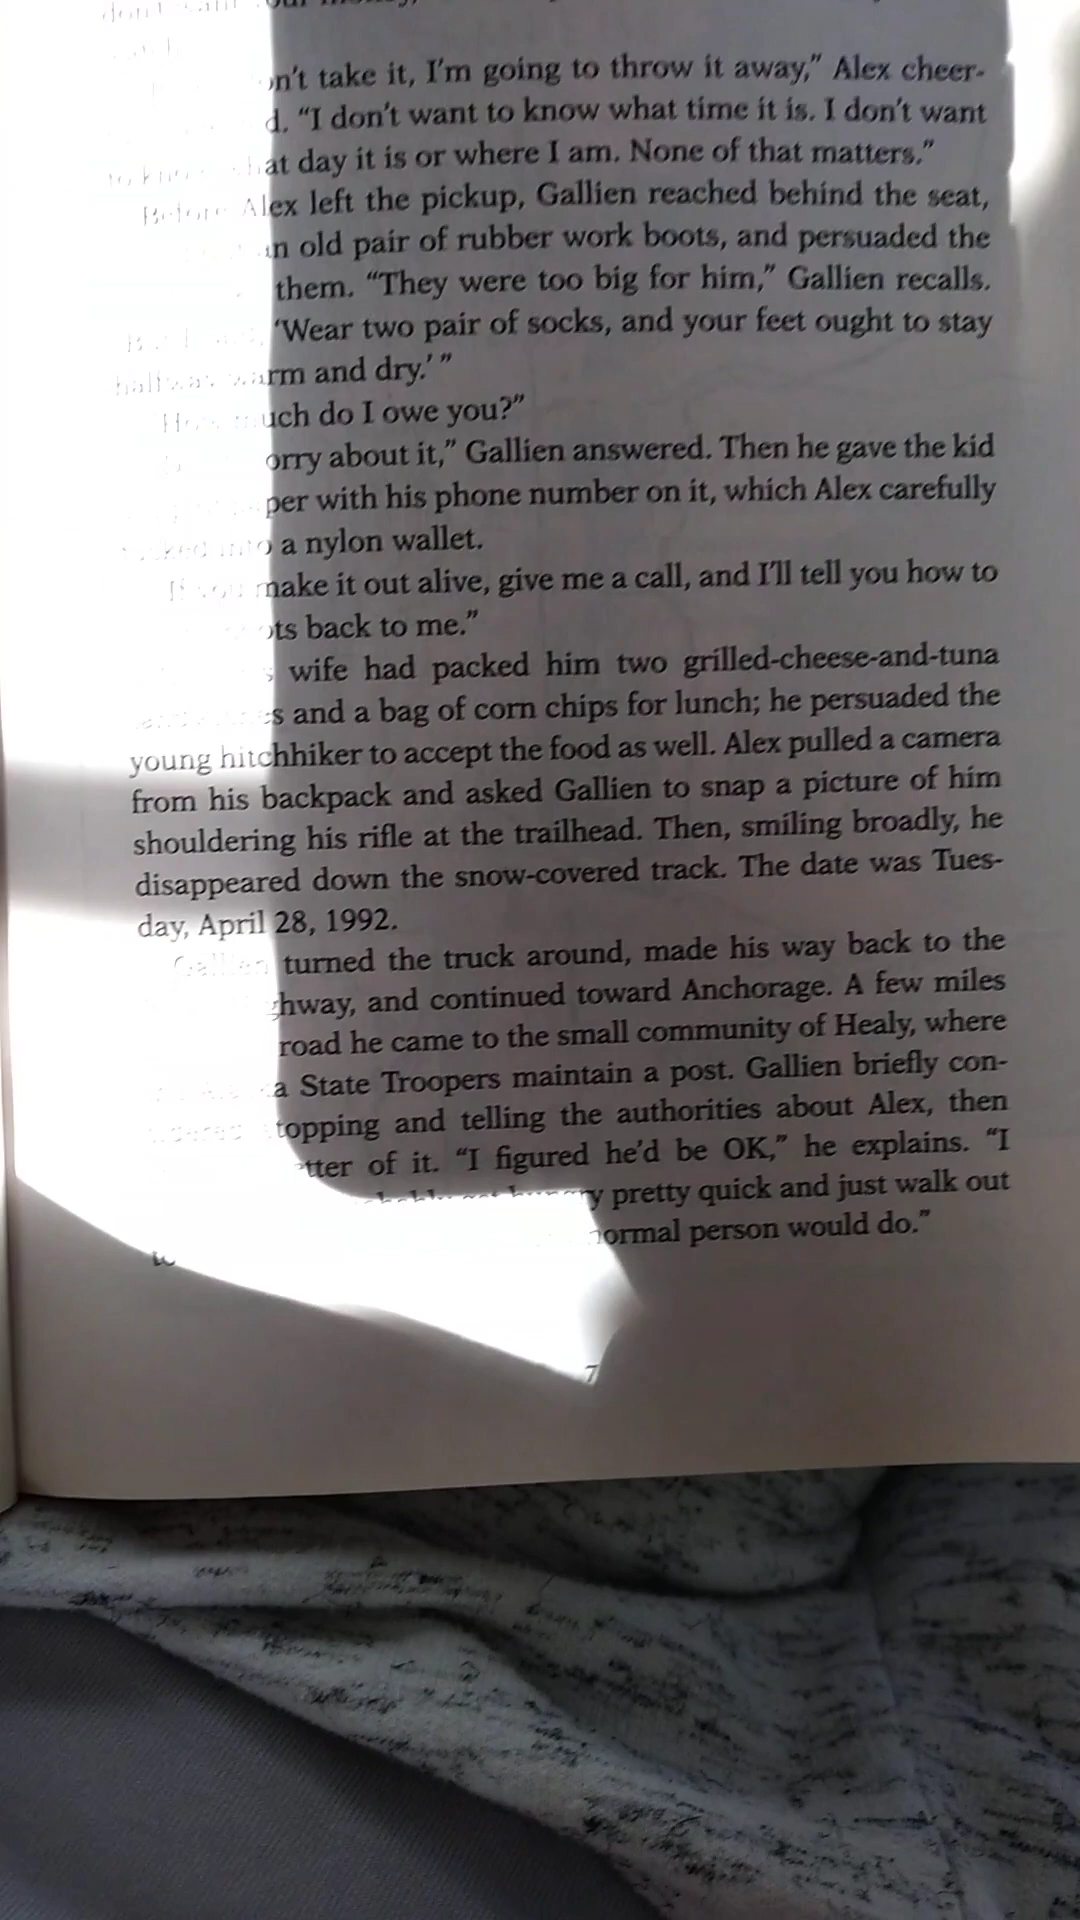 take it, I'm going to throw it away," Alex cheer-
"I don't want to know what time it is. I don't want
day it is or where I am. None of that matters."
Before Alex left the pickup, Gallien reached behind the seat,
old pair of rubber work boots, and persuaded the
them. "They were too big for him," Gallien recalls.
'Wear two pair of socks, and your feet ought to stay
halfway warm and dry.' "
much do I owe you?"
about it," Gallien answered. Then he gave the kid
with his phone number on it, which Alex carefully
a nylon wallet.
make it out alive, give me a call, and I'll tell you how to
back to me."
wife had packed him two grilled-cheese-and-tuna
and a bag of corn chips for lunch; he persuaded the
young hitchhiker to accept the food as well. Alex pulled a camera
from his backpack and asked Gallien to snap a picture of him
shouldering his rifle at the trailhead. Then, smiling broadly, he
disappeared down the snow-covered track. The date was Tues-
day, April 28, 1992.
Gallien turned the truck around, made his way back to the
and continued toward Anchorage. A few miles
road he came to the small community of Healy, where
State Troopers maintain a post. Gallien briefly con-
stopping and telling the authorities about Alex, then
of it. "I figured he'd be OK," he explains. "I
pretty quick and just walk out
normal person would do."
7